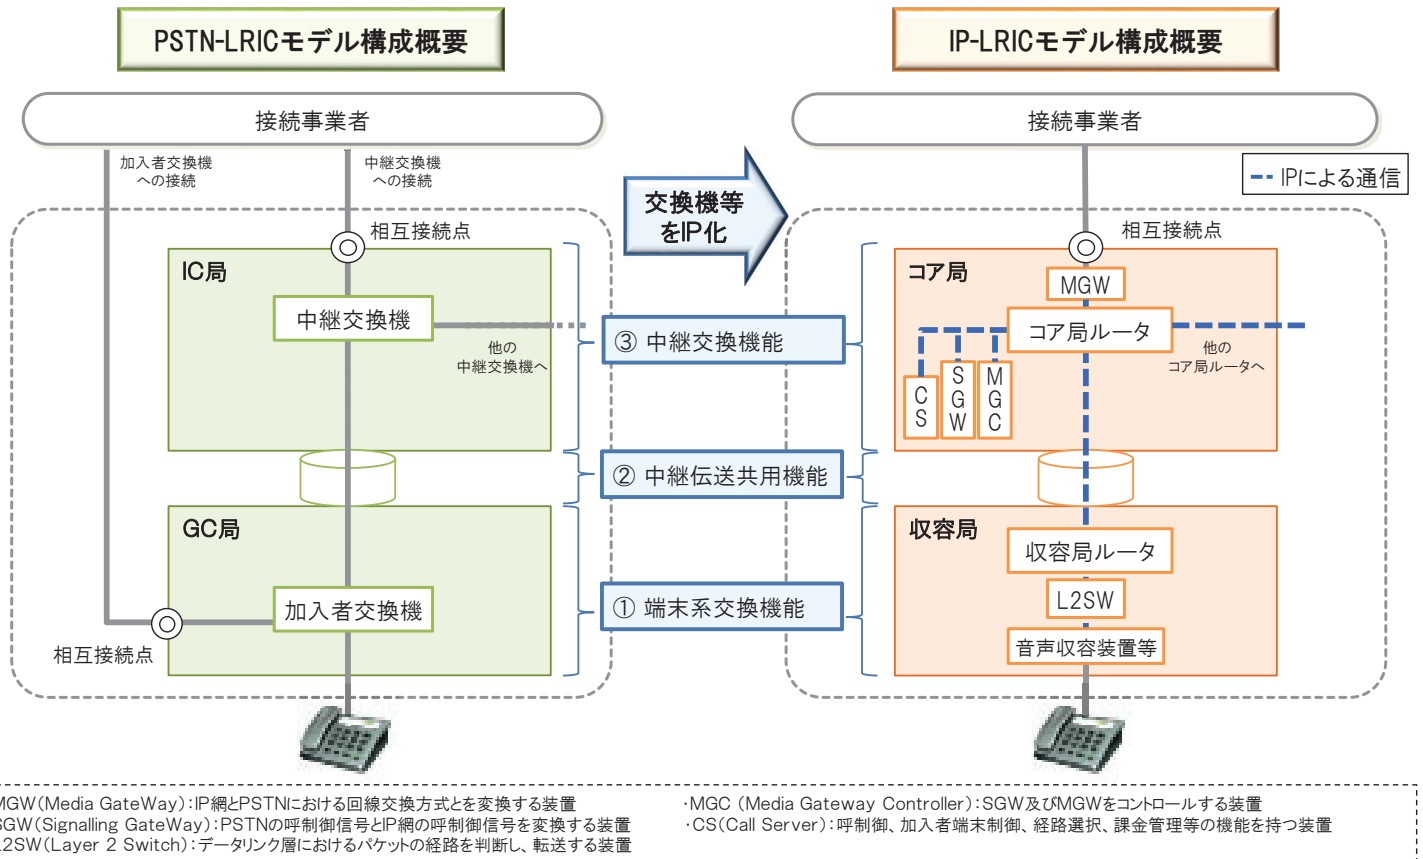 PSTN-LRICモデル構成概要
IP-LRICモデル構成概要
接続事業者
接続事業者
加入者交換機
への接続
中継交換機
への接続
IPによる通信
交換機等
をIP化
相互接続点
相互接続点
IC局
中継交換機
他の
中継交換機へ
③ 中継交換機能
コア局
MGW
コア局ルータ
他の
コア局ルータへ
CS
SGW
MGC
② 中継伝送共用機能
GC局
加入者交換機
相互接続点
① 端末系交換機能
収容局
収容局ルータ
L2SW
音声収容装置等
MGW(Media GateWay):IP網とPSTNにおける回線交換方式とを変換する装置
SGW(Signalling GateWay):PSTNの呼制御信号とIP網の呼制御信号を変換する装置
L2SW(Layer 2 Switch):データリンク層におけるパケットの経路を判断し、転送する装置
・MGC (Media Gateway Controller):SGW及びMGWをコントロールする装置
・CS(Call Server):呼制御、加入者端末制御、経路選択、課金管理等の機能を持つ装置